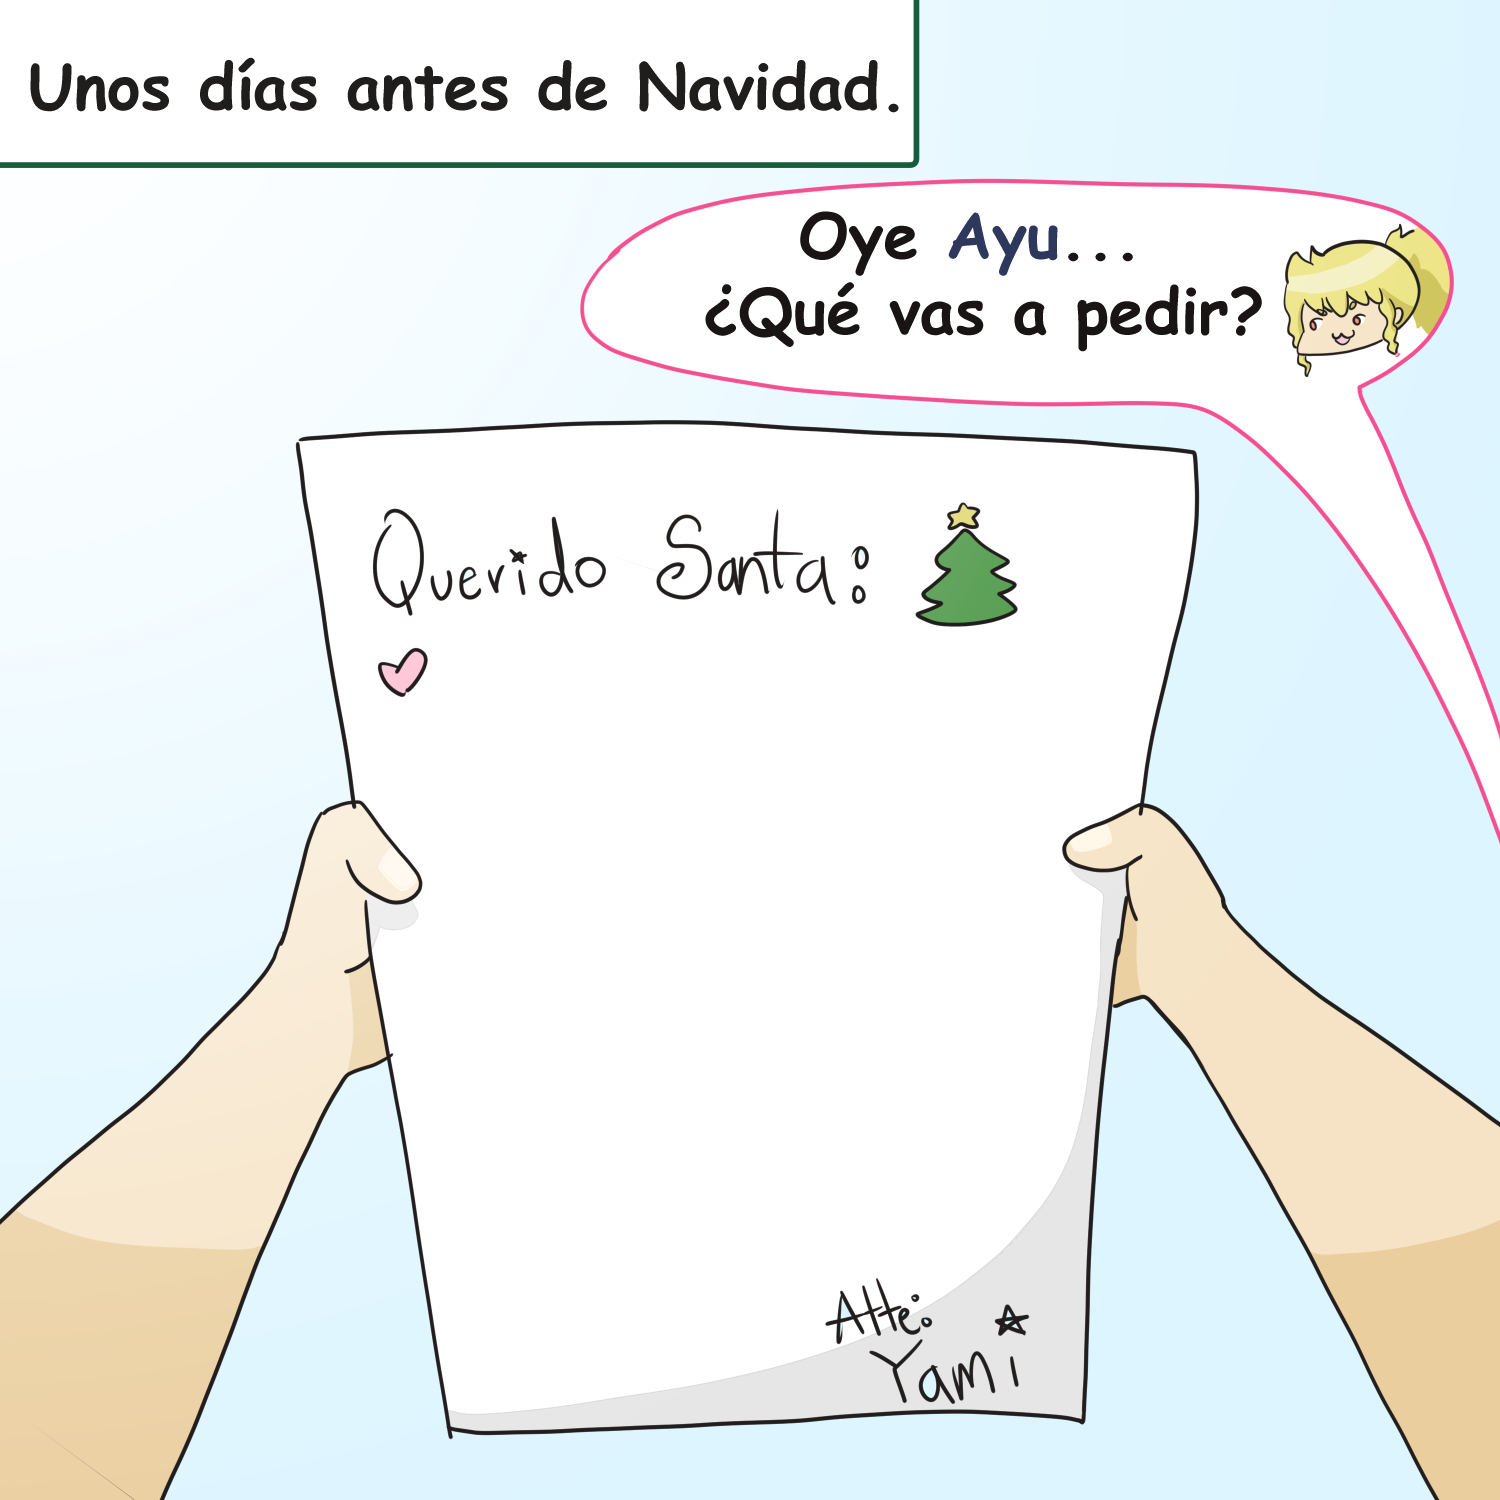 Unos días antes de Navidad.
Oye Ayu...
¿Qué vas a pedir?
Querido Santa:
Atte:
Yami